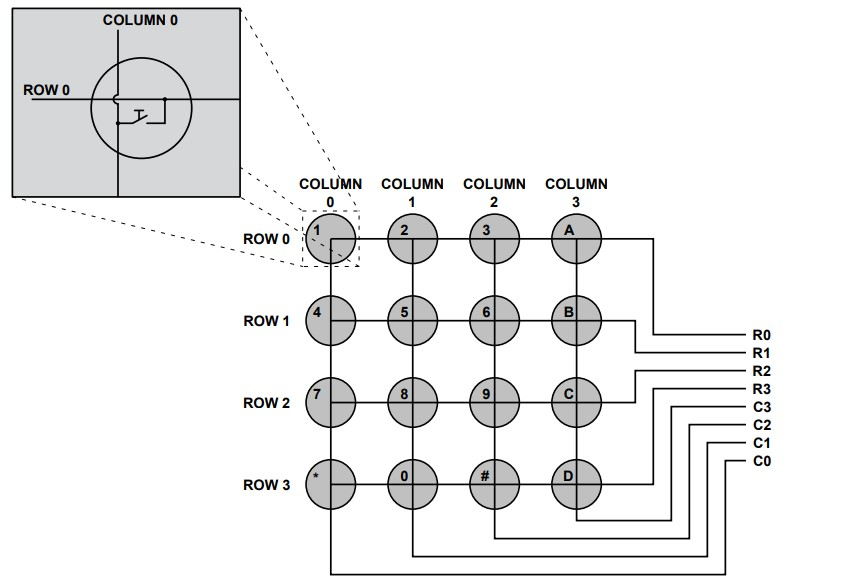 COLUMN 0
ROW 0
COLUMN COLUMN COLUMN COLUMN
0 1 2 3
ROW 0 1 2 3 A
ROW 1 4 5 6 B
R0
R1
R2
ROW 2 7 8 9 C
R3
C3
C2
C1
C0
ROW 3 * 0 # D